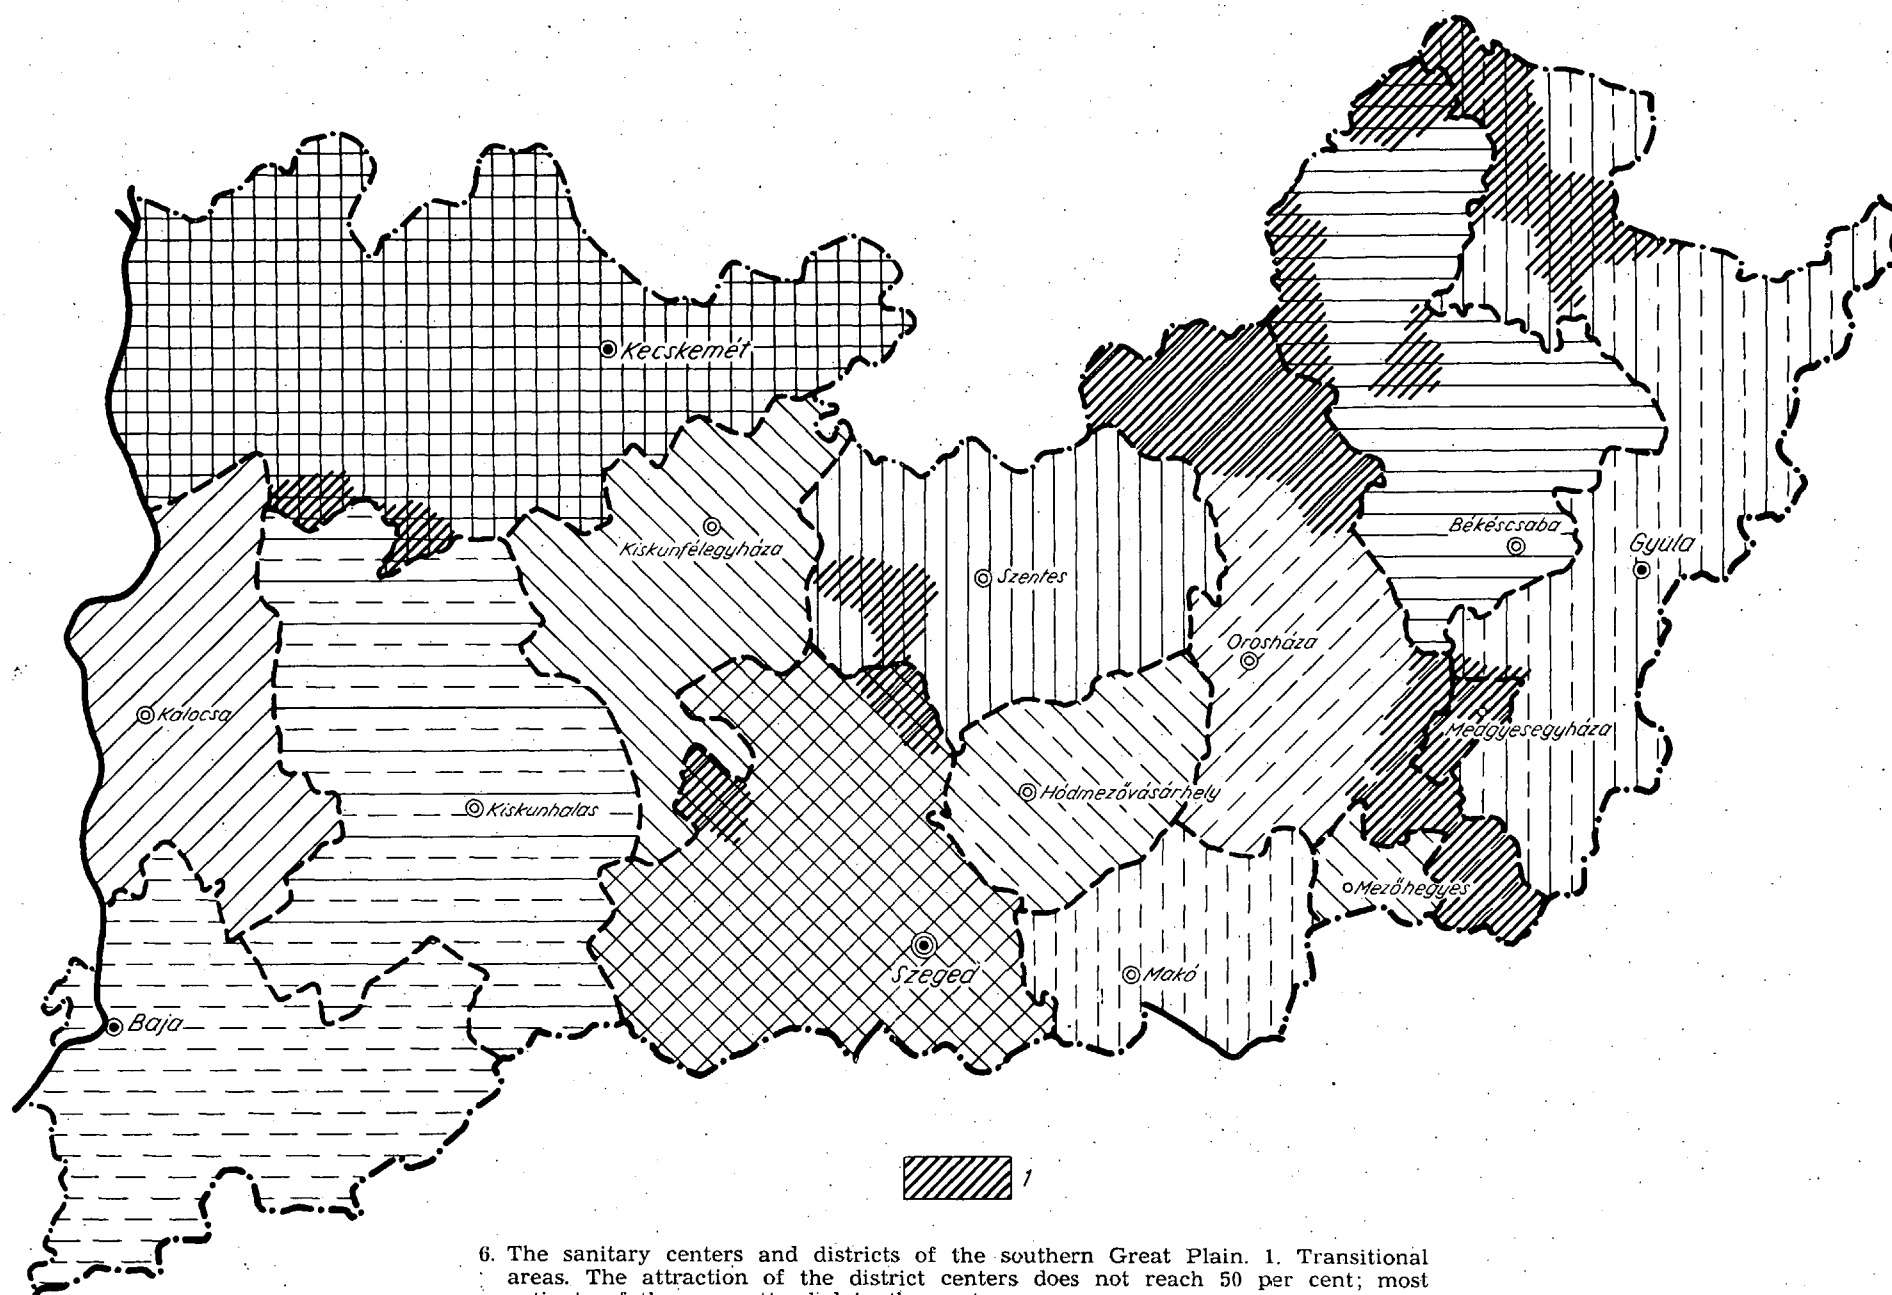 Kecskemét
Kiskunfélegyháza
Szentes
Békéscsaba
Gyula
Orosháza
Kalocsa
Medgyesegyháza
Kiskunhalas
Hódmezővásárhely
Mezőhegyes
Szeged
Makó
Baja
1
6. The sanitary centers and districts of the southern Great Plain. 1. Transitional
areas. The attraction of the district centers does not reach 50 per cent; most